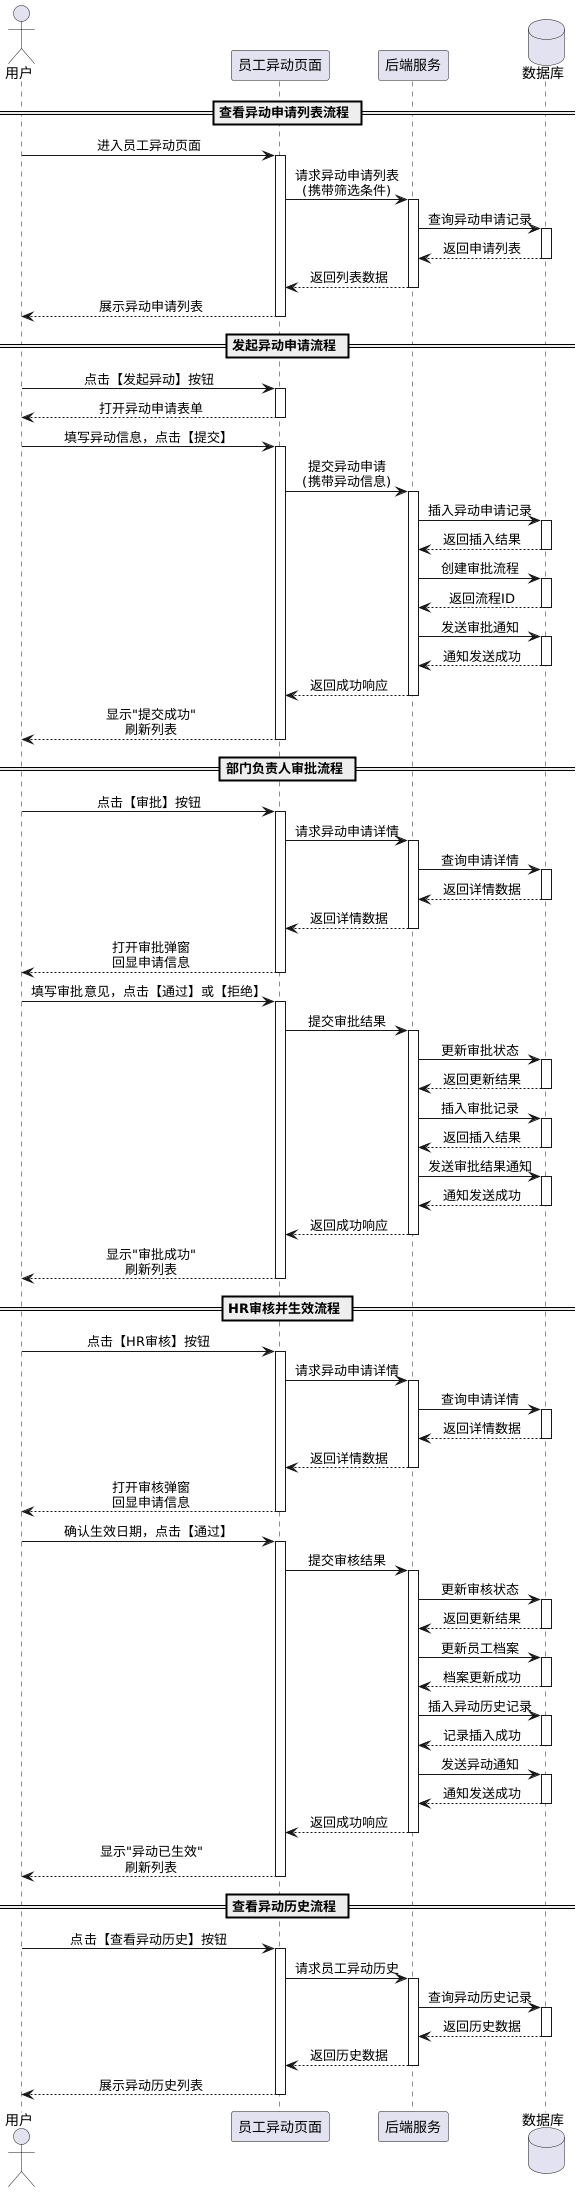 用户
员工异动页面
后端服务
数据库
查看异动申请列表流程
进入员工异动页面
请求异动申请列表
(携带筛选条件)
查询异动申请记录
返回申请列表
返回列表数据
展示异动申请列表
发起异动申请流程
点击【发起异动】按钮
打开异动申请表单
填写异动信息，点击【提交】
提交异动申请
(携带异动信息)
插入异动申请记录
返回插入结果
创建审批流程
返回流程ID
发送审批通知
通知发送成功
返回成功响应
显示"提交成功"
刷新列表
部门负责人审批流程
点击【审批】按钮
请求异动申请详情
查询申请详情
返回详情数据
返回详情数据
打开审批弹窗
回显申请信息
填写审批意见，点击【通过】或【拒绝】
提交审批结果
更新审批状态
返回更新结果
插入审批记录
返回插入结果
发送审批结果通知
通知发送成功
返回成功响应
显示"审批成功"
刷新列表
HR审核并生效流程
点击【HR审核】按钮
请求异动申请详情
查询申请详情
返回详情数据
返回详情数据
打开审核弹窗
回显申请信息
确认生效日期，点击【通过】
提交审核结果
更新审核状态
返回更新结果
更新员工档案
档案更新成功
插入异动历史记录
记录插入成功
发送异动通知
通知发送成功
返回成功响应
显示"异动已生效"
刷新列表
查看异动历史流程
点击【查看异动历史】按钮
请求员工异动历史
查询异动历史记录
返回历史数据
返回历史数据
展示异动历史列表
用户
员工异动页面
后端服务
数据库